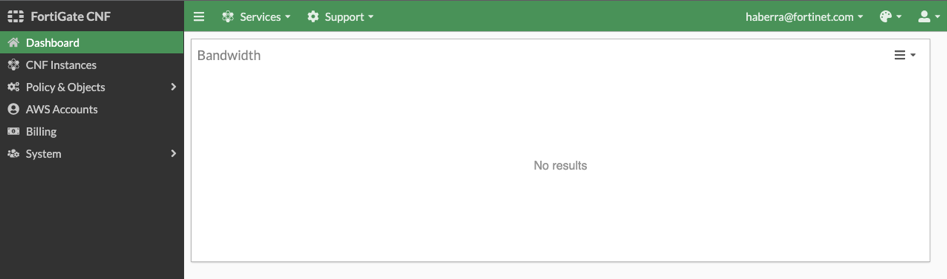 FortiGate CNF
Services
Support
haberra@fortinet.com
Dashboard
CNF Instances
Policy & Objects
AWS Accounts
Billing
System
Bandwidth
No results